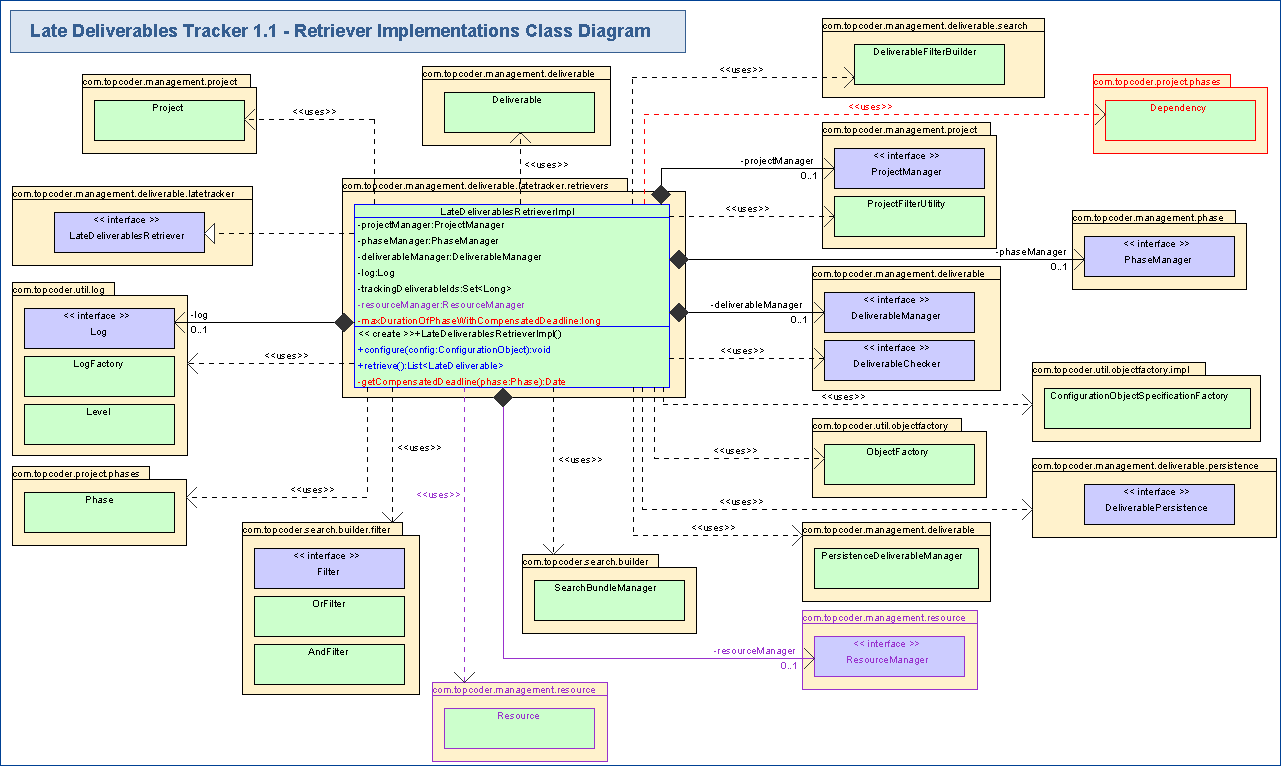 Late Deliverables Tracker 1.1 - Retriever Implementations Class Diagram
com.topcoder.management.deliverable.search
DeliverableFilterBuilder
<<uses>>
com.topcoder.management.project
Project
<<uses>>
com.topcoder.management.deliverable
Deliverable
<<uses>>
com.topcoder.project.phases
Dependency
<<uses>>
com.topcoder.management.project
<< interface >>
ProjectManager
ProjectFilterUtility
-projectManager
0..1
<<uses>>
com.topcoder.management.deliverable.latetracker
<< interface >>
LateDeliverablesRetriever
com.topcoder.management.deliverable.latetracker.retrievers
LateDeliverablesRetrieverImpl
-projectManager:ProjectManager
-phaseManager:PhaseManager
-deliverableManager:DeliverableManager
-log:Log
-trackingDeliverableIds:Set<Long>
-resourceManager:ResourceManager
-maxDurationOfPhaseWithCompensatedDeadline:long
<< create >>+LateDeliverablesRetrieverImpl()
+configure(config:ConfigurationObject):void
+retrieve():List<LateDeliverable>
-getCompensatedDeadline(phase:Phase):Date
com.topcoder.management.phase
<< interface >>
PhaseManager
-phaseManager
0..1
com.topcoder.management.deliverable
<< interface >>
DeliverableManager
<< interface >>
DeliverableChecker
-deliverableManager
0..1
<<uses>>
com.topcoder.util.log
<< interface >>
Log
LogFactory
Level
-log
0..1
<<uses>>
com.topcoder.util.objectfactory.impl
ConfigurationObjectSpecificationFactory
<<uses>>
com.topcoder.util.objectfactory
ObjectFactory
<<uses>>
com.topcoder.management.deliverable.persistence
<< interface >>
DeliverablePersistence
<<uses>>
com.topcoder.project.phases
Phase
<<uses>>
<<uses>>
<<uses>>
<<uses>>
<<uses>>
com.topcoder.search.builder.filter
<< interface >>
Filter
OrFilter
AndFilter
com.topcoder.search.builder
SearchBundleManager
com.topcoder.management.deliverable
PersistenceDeliverableManager
com.topcoder.management.resource
<< interface >>
ResourceManager
-resourceManager
0..1
com.topcoder.management.resource
Resource